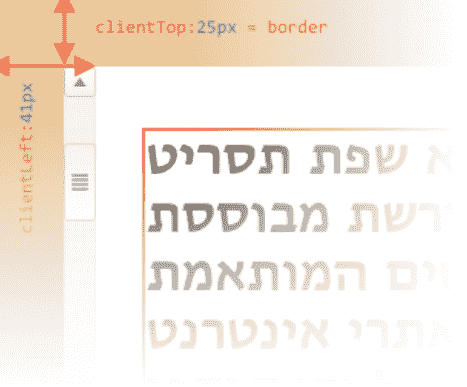 clientTop:25px = border
clientLeft:41px
א שפת תסריט
רשת מבוססת
ים המותאמת
אתרי אינטרנט